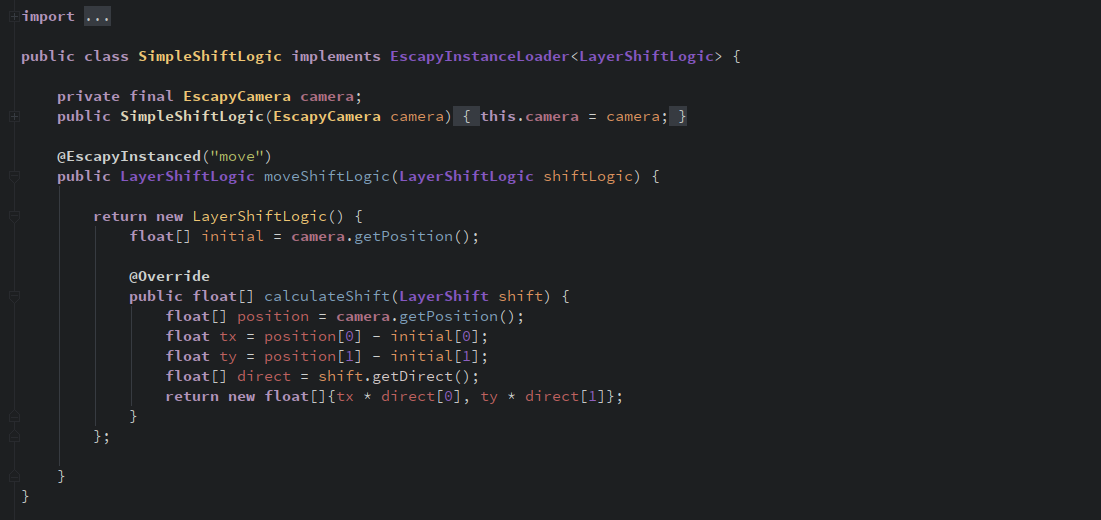 import ...
public class SimpleShiftLogic implements EscapyInstanceLoader<LayerShiftLogic> {
private final EscapyCamera camera;
public SimpleShiftLogic(EscapyCamera camera) { this.camera = camera; }
@EscapyInstanced("move")
public LayerShiftLogic moveShiftLogic(LayerShiftLogic shiftLogic) {
return new LayerShiftLogic() {
float[] initial = camera.getPosition();
@Override
public float[] calculateShift(LayerShift shift) {
float[] position = camera.getPosition();
float tx = position[0] - initial[0];
float ty = position[1] - initial[1];
float[] direct = shift.getDirect();
return new float[]{tx * direct[0], ty * direct[1]};
}
};
}
}